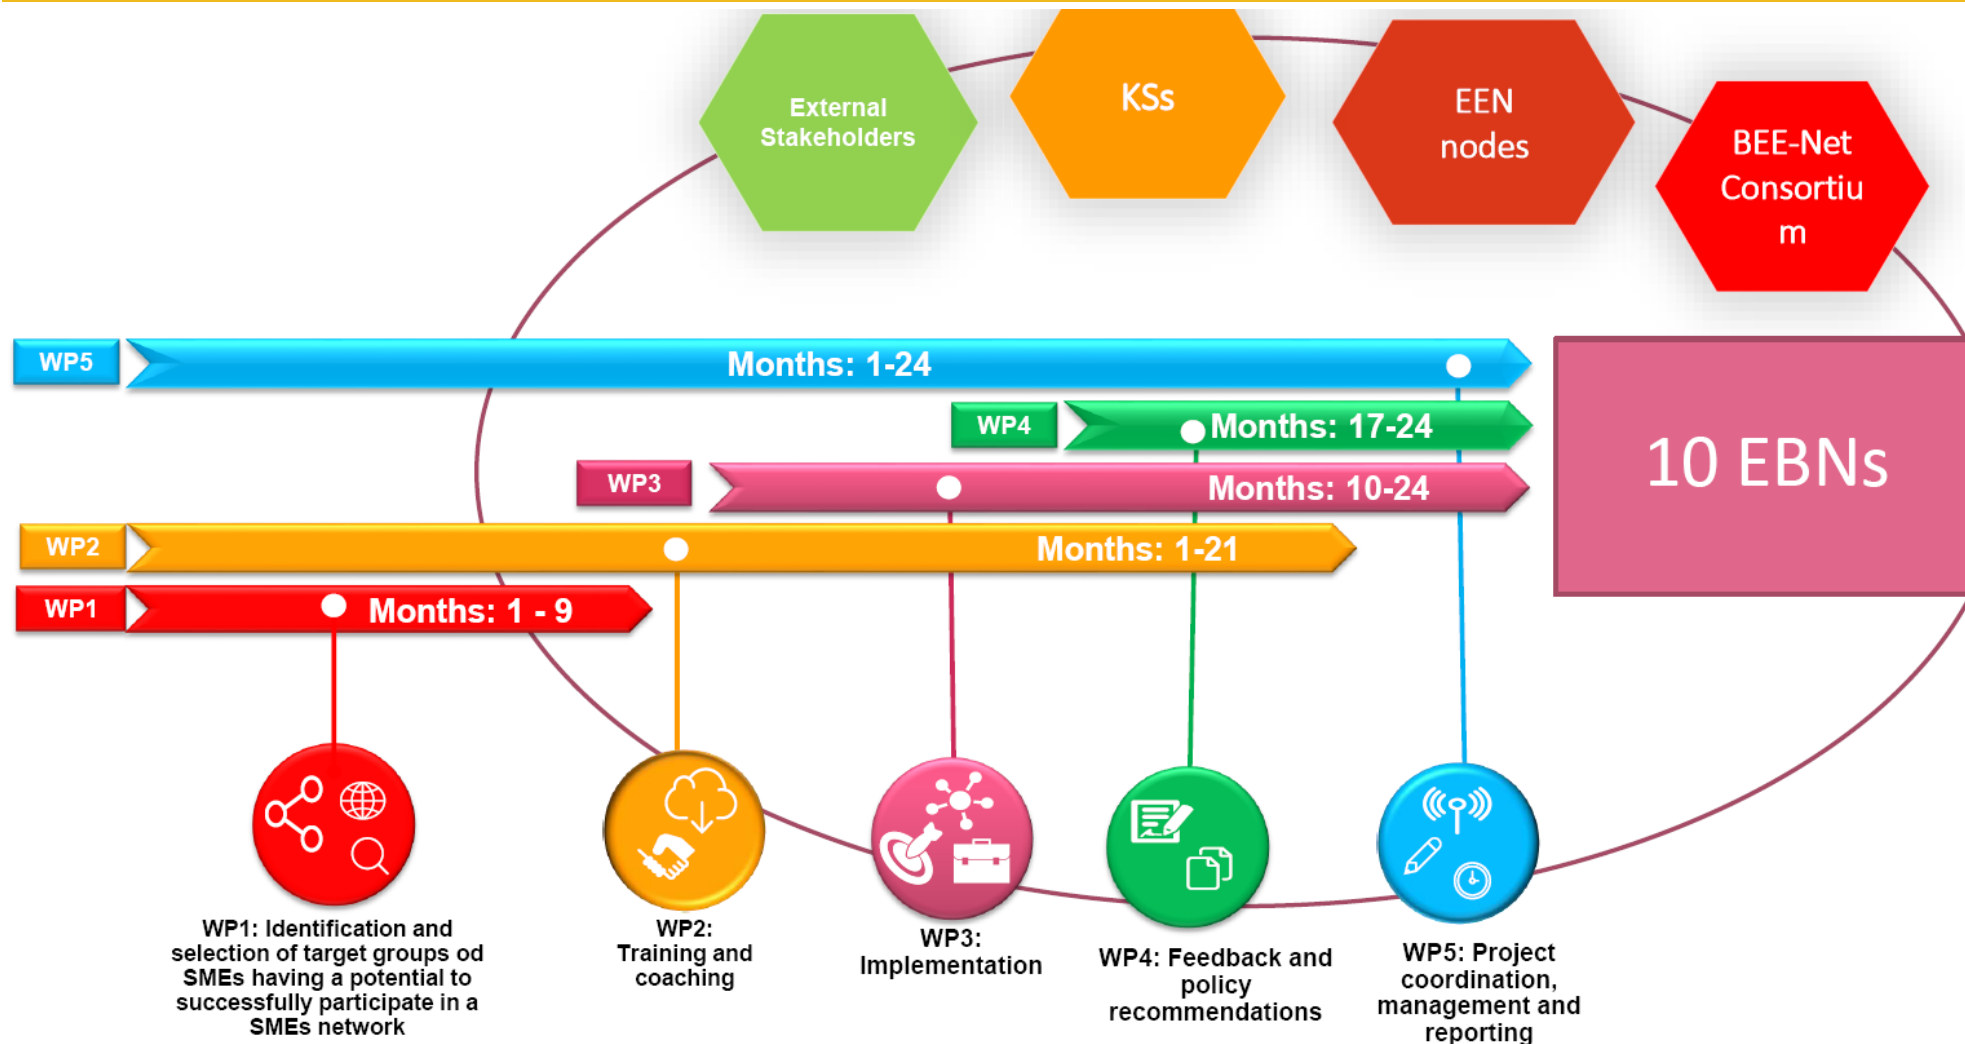 External
Stakeholders
KSs
EEN
nodes
BEE-Net
Consortiu
m
WP5
Months: 1-24
WP4
Months: 17-24
WP3
Months: 10-24
10 EBNs
WP2
Months: 1-21
WP1
Months: 1 - 9
WP1: Identification and
selection of target groups od
SMEs having a potential to
successfully participate in a
SMEs network
WP2:
Training and
coaching
WP3:
Implementation
WP4: Feedback and
policy
recommendations
WP5: Project
coordination,
management and
reporting